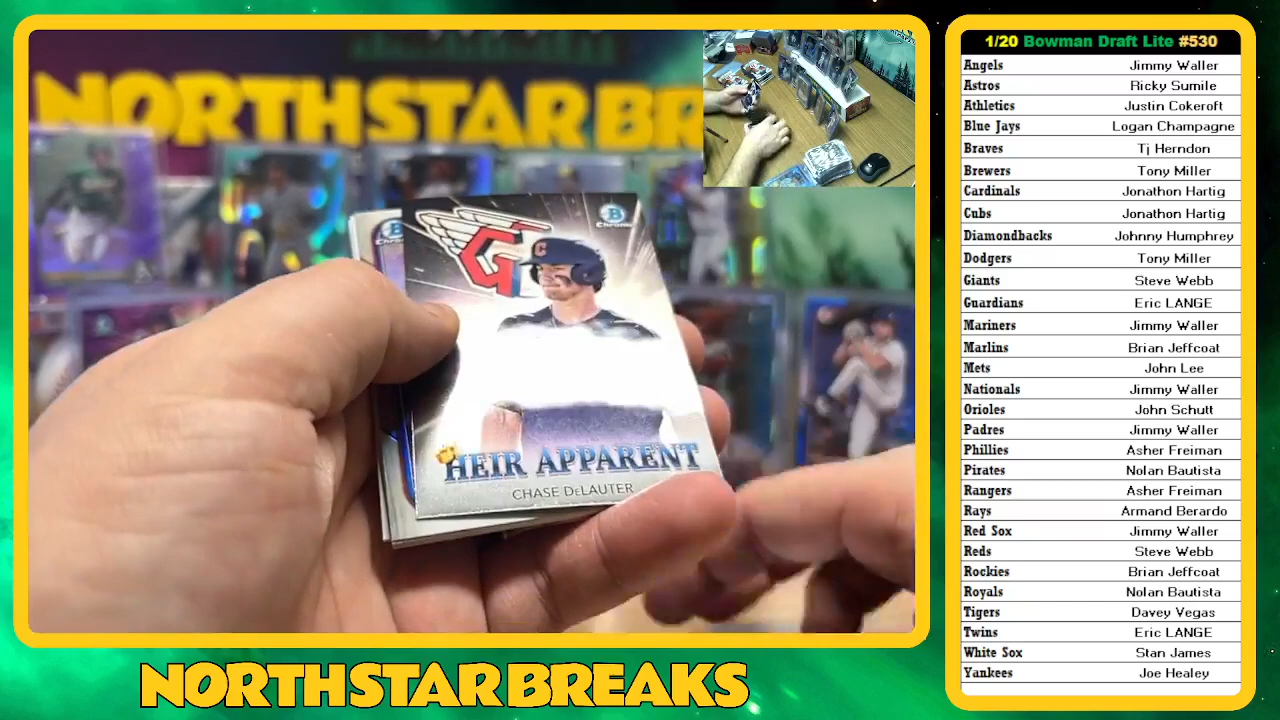 NORTHSTARBR
B
Chrome
G
C
HEIR APPARENT
CHASE DeLAUTER
NORTHSTARBREAKS
1/20 Bowman Draft Lite #530
Angels Jimmy Waller
Astros Ricky Sumile
Athletics Justin Cokeroft
Blue Jays Logan Champagne
Braves Tj Herndon
Brewers Tony Miller
Cardinals Jonathon Hartig
Cubs Jonathon Hartig
Diamondbacks Johnny Humphrey
Dodgers Tony Miller
Giants Steve Webb
Guardians Eric LANGE
Mariners Jimmy Waller
Marlins Brian Jeffcoat
Mets John Lee
Nationals Jimmy Waller
Orioles John Schutt
Padres Jimmy Waller
Phillies Asher Freiman
Pirates Nolan Bautista
Rangers Asher Freiman
Rays Armand Berardo
Red Sox Jimmy Waller
Reds Steve Webb
Rockies Brian Jeffcoat
Royals Nolan Bautista
Tigers Davey Vegas
Twins Eric LANGE
White Sox Stan James
Yankees Joe Healey